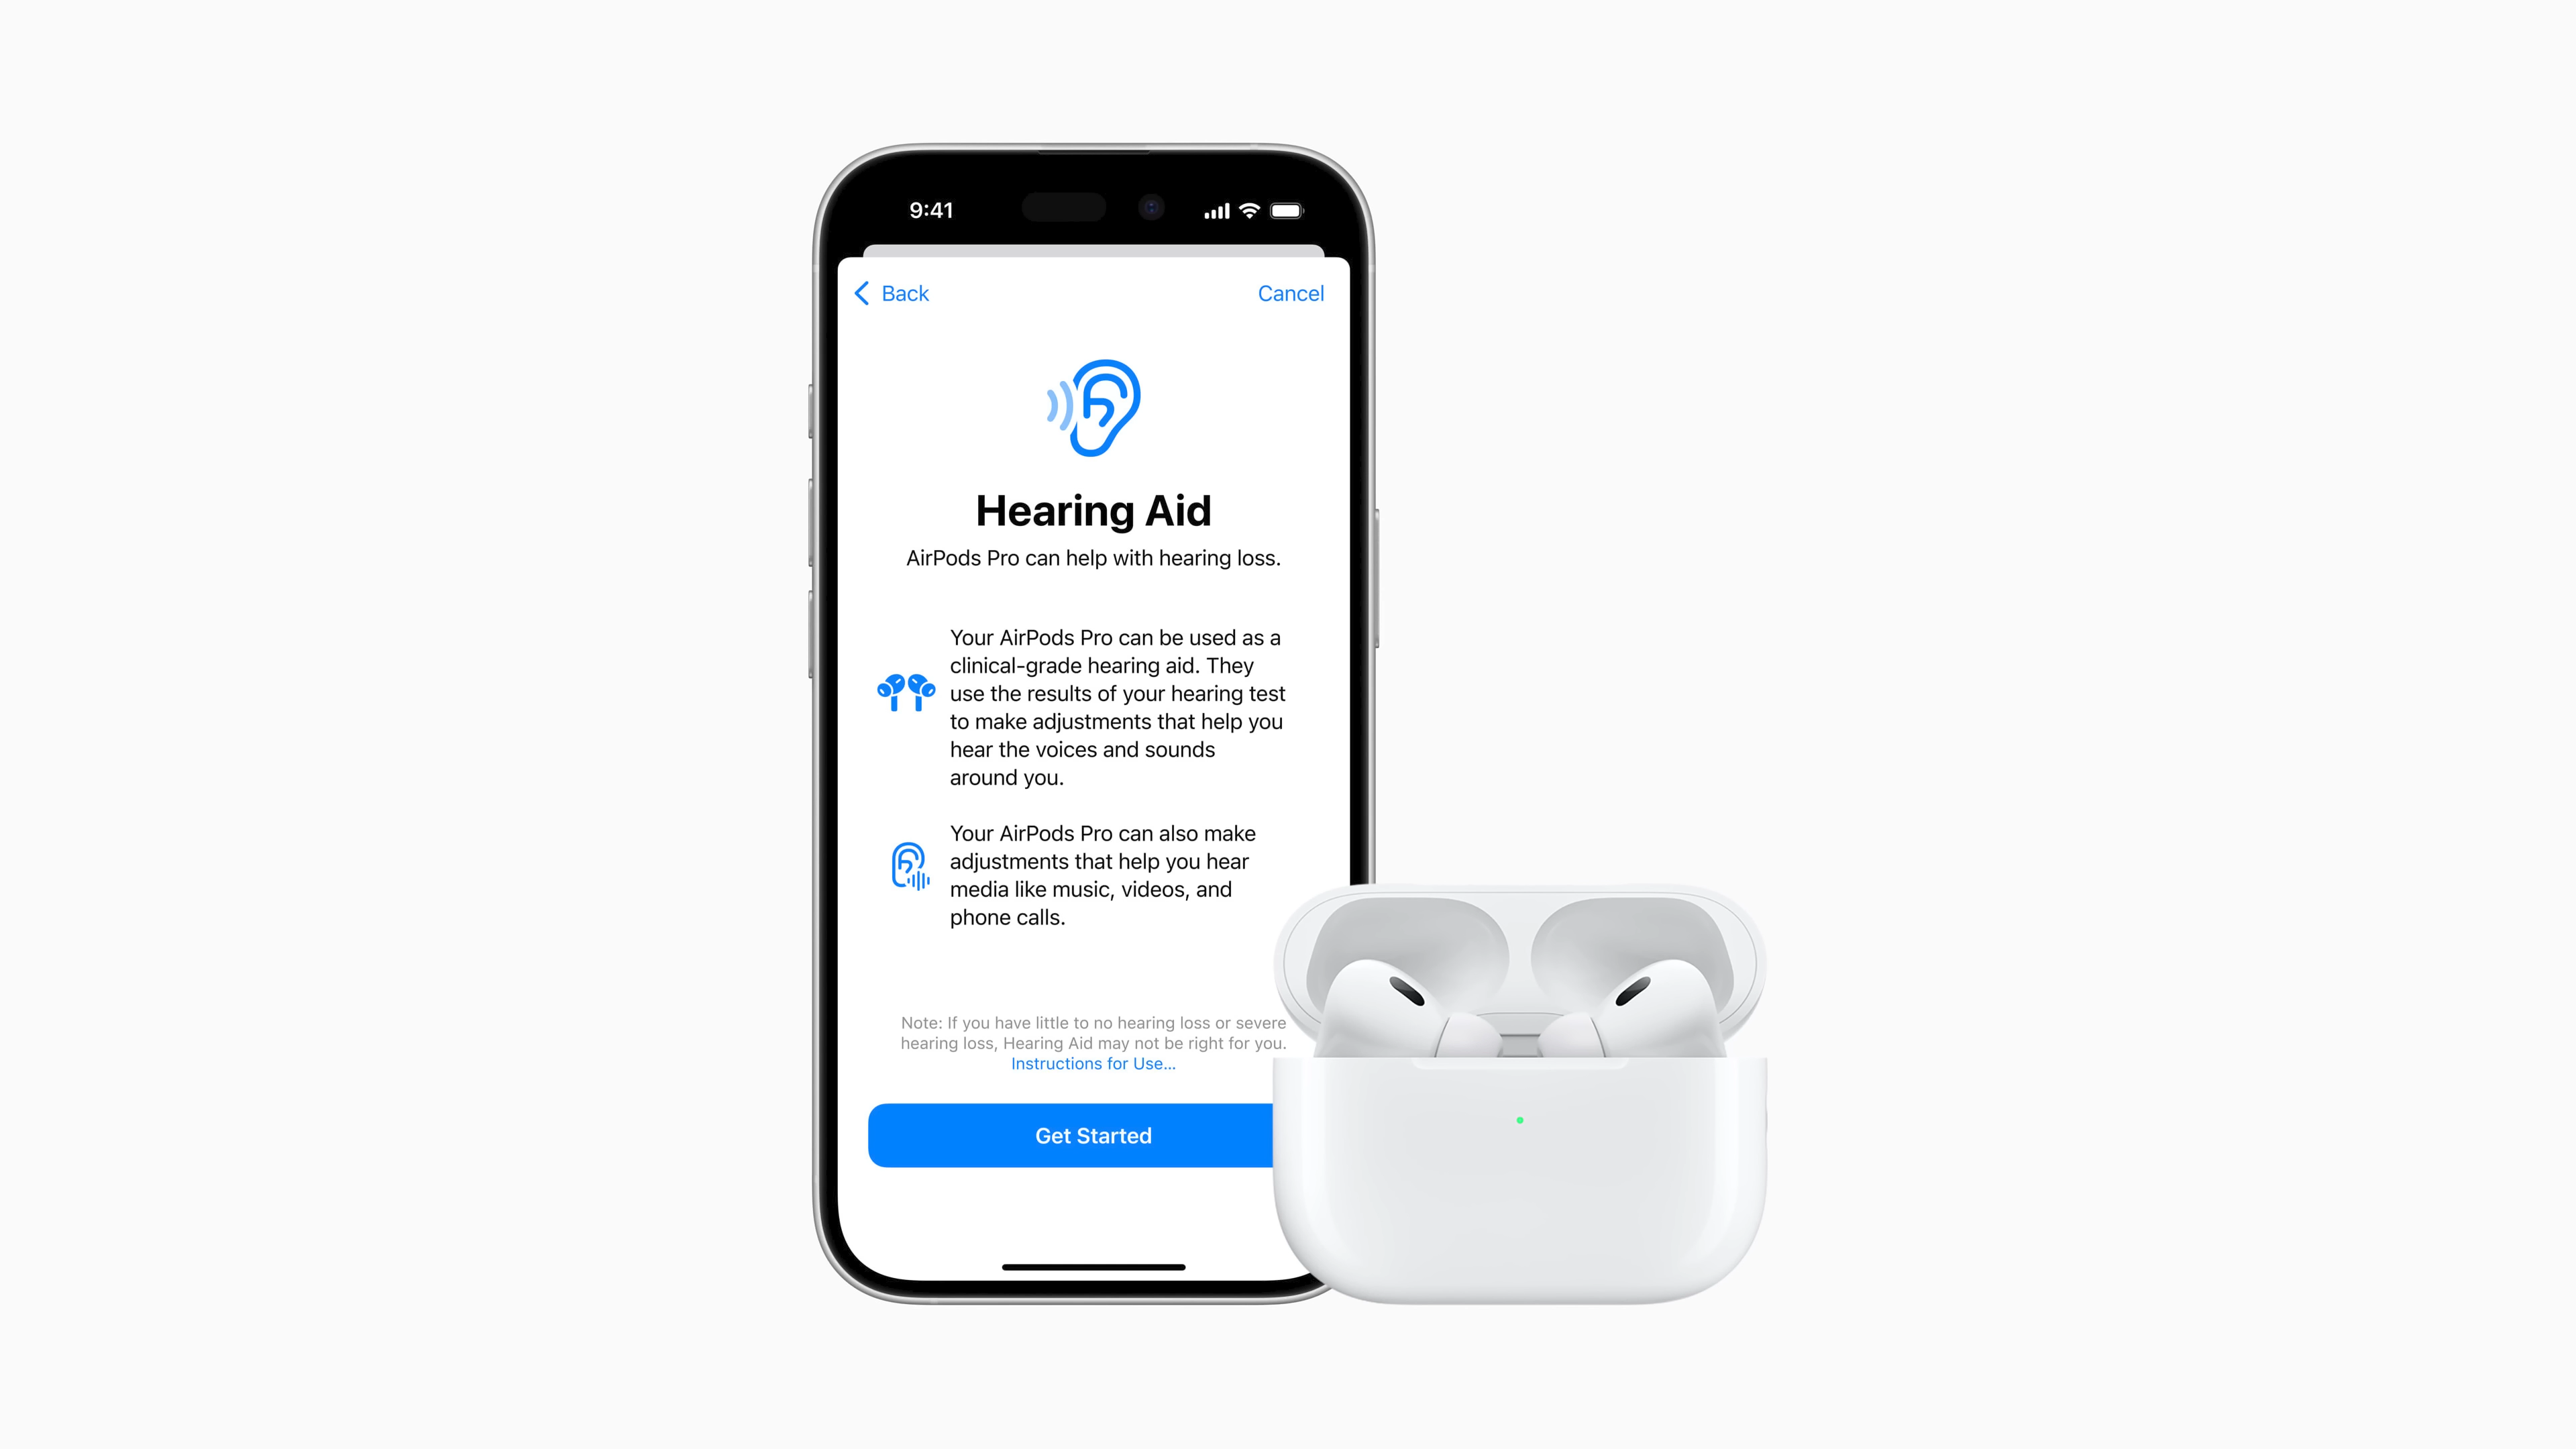 9:41
Back
Cancel
Hearing Aid
AirPods Pro can help with hearing loss.
Your AirPods Pro can be used as a
clinical-grade hearing aid. They
use the results of your hearing test
to make adjustments that help you
hear the voices and sounds
around you.
Your AirPods Pro can also make
adjustments that help you hear
media like music, videos, and
phone calls.
Note: If you have little to no hearing loss or severe
hearing loss, Hearing Aid may not be right for you.
Instructions for Use...
Get Started